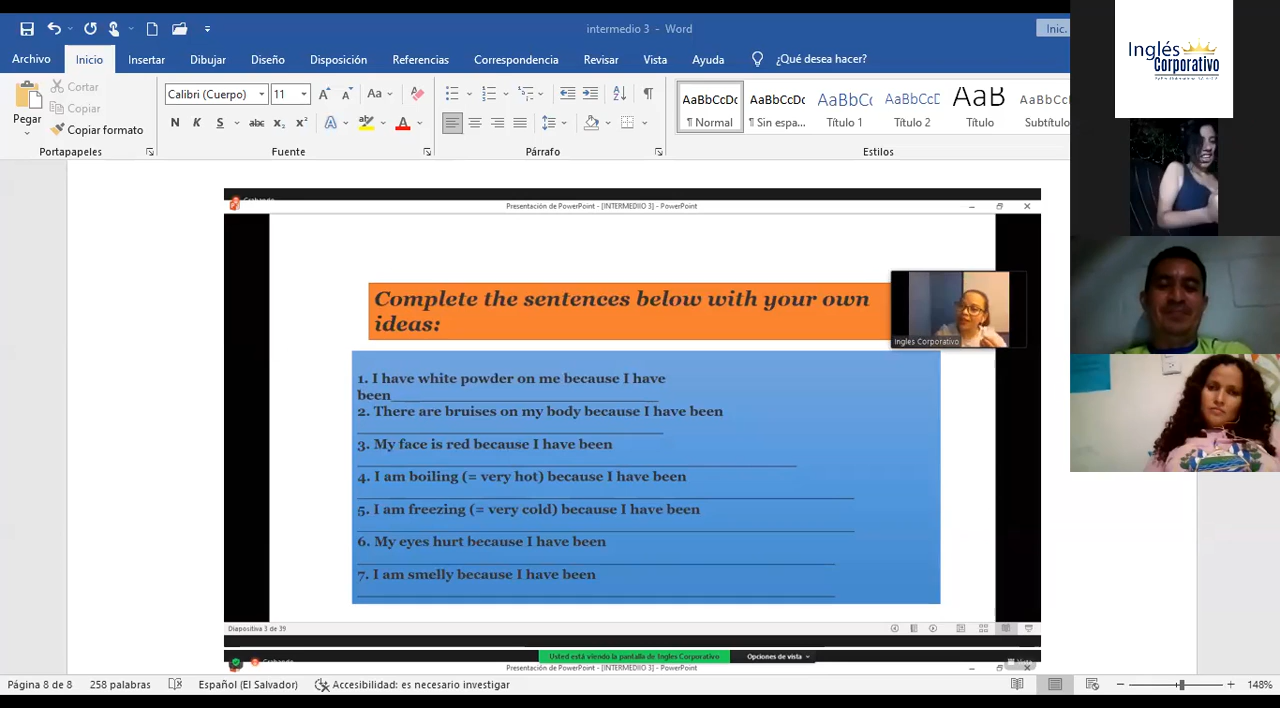 intermedio 3 - Word
Inic.
Archivo Inicio Insertar Dibujar Diseño Disposición Referencias Correspondencia Revisar Vista Ayuda ¿Qué desea hacer?
Pegar
Cortar
Copiar
Copiar formato
Portapapeles
Calibri (Cuerpo) 11
Fuente
Párrafo
AaBbCcDc AaBbCcDc AaBbCc AaBbCcD AaB AaBbCcD
¶ Normal ¶ Sin espa... Título 1 Título 2 Título Subtítulo
Estilos
Inglés
Corporativo
Grabando
Presentación de PowerPoint - [INTERMEDIIO 3] - PowerPoint
Complete the sentences below with your own
ideas:
Ingles Corporativo
1. I have white powder on me because I have
been
2. There are bruises on my body because I have been
3. My face is red because I have been
4. I am boiling (= very hot) because I have been
5. I am freezing (= very cold) because I have been
6. My eyes hurt because I have been
7. I am smelly because I have been
Diapositiva 3 de 39
Usted está viendo la pantalla de Ingles Corporativo Opciones de vista
Grabando
Presentación de PowerPoint - [INTERMEDIIO 3] - PowerPoint
Vista
Página 8 de 8 258 palabras Español (El Salvador) Accesibilidad: es necesario investigar 148%